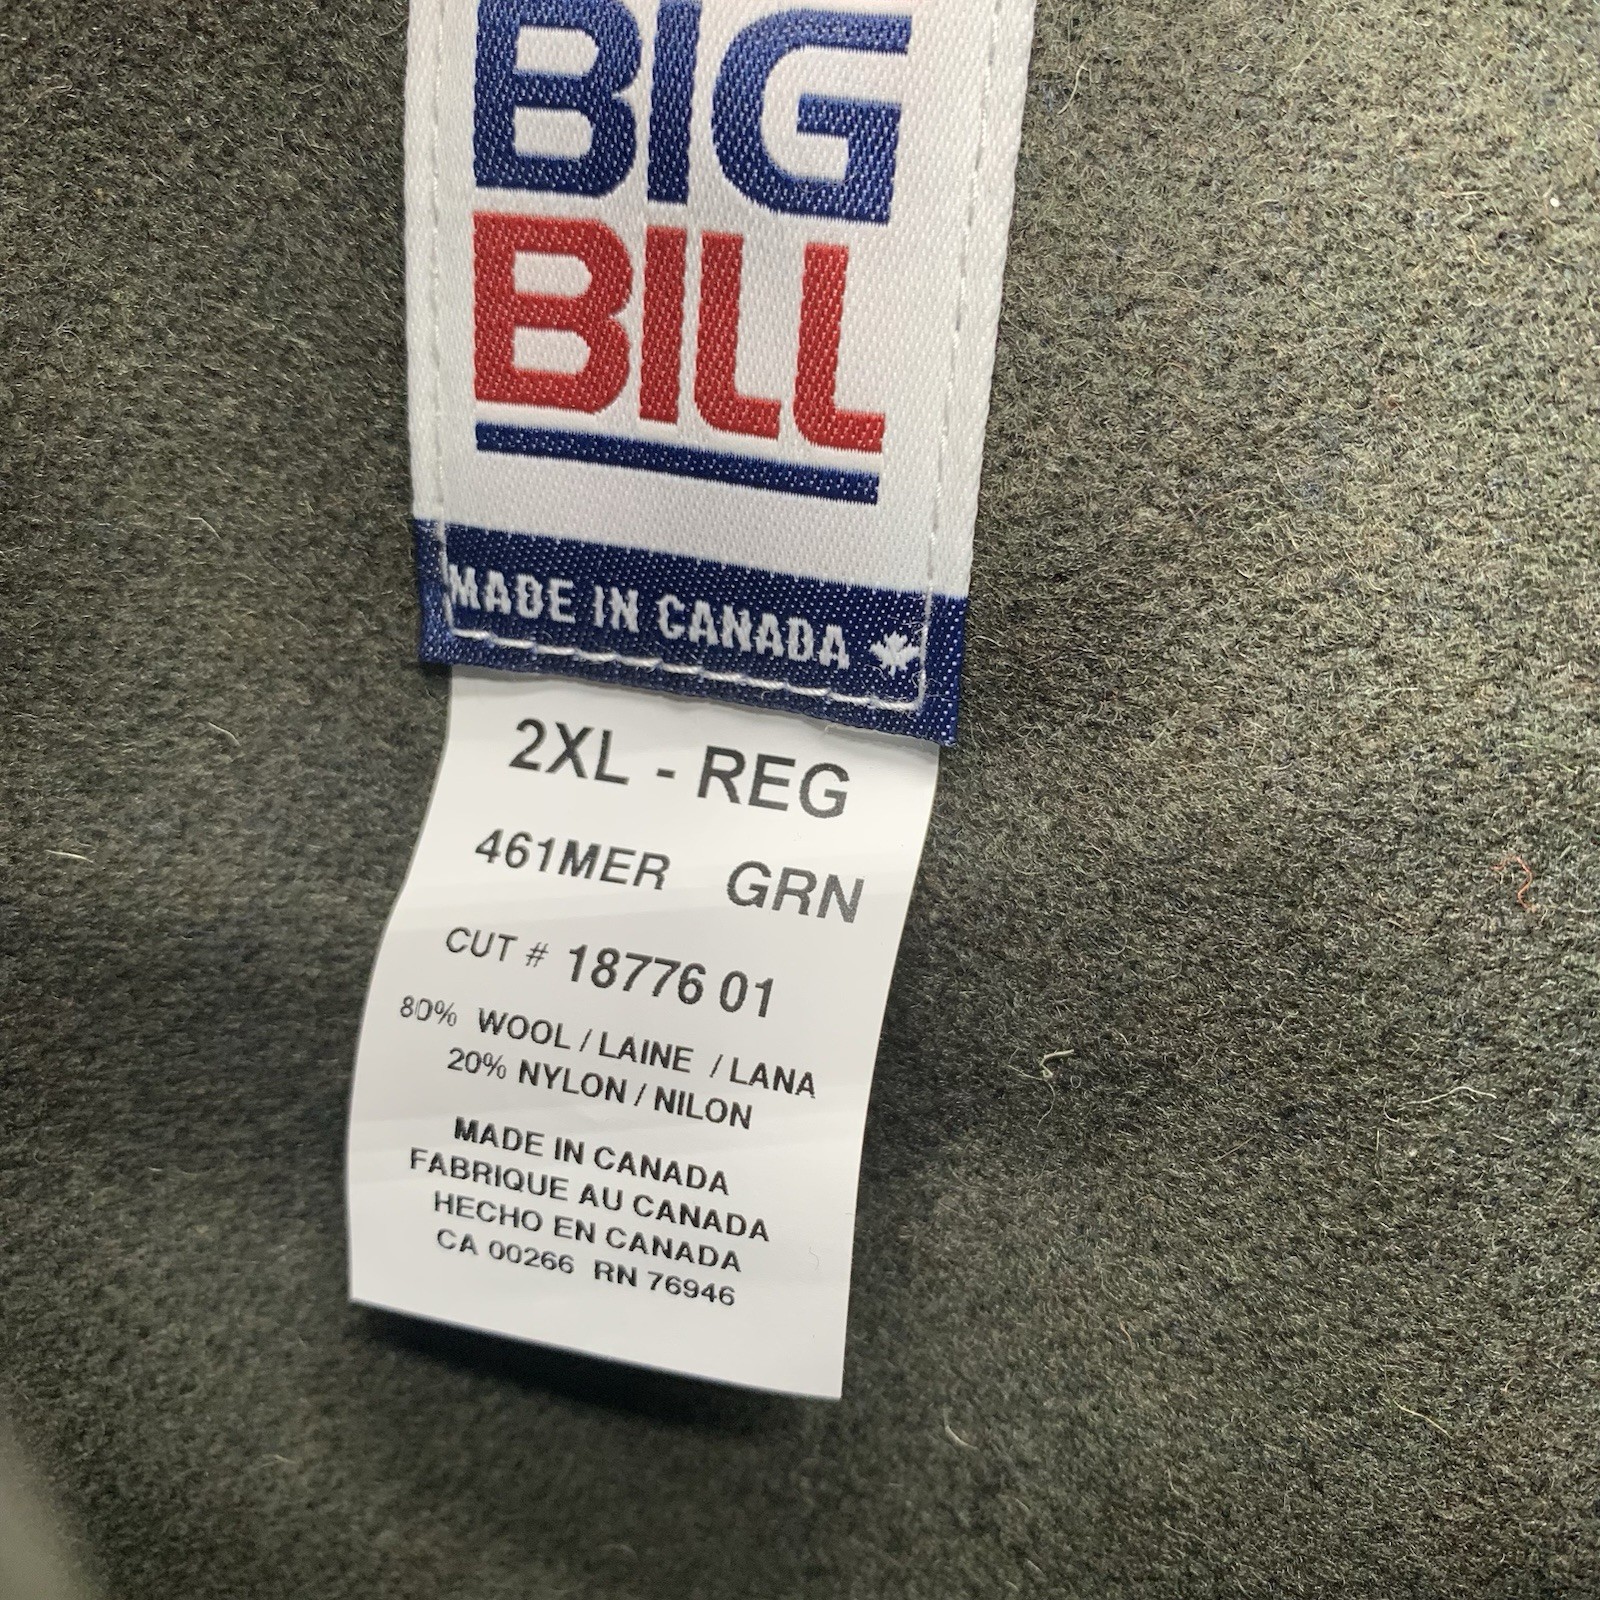 BIG
BILL
MADE IN CANADA
2XL - REG
461MER GRN
CUT # 18776 01
80% WOOL / LAINE / LANA
20% NYLON / NILON
MADE IN CANADA
FABRIQUE AU CANADA
HECHO EN CANADA
CA 00266 RN 76946